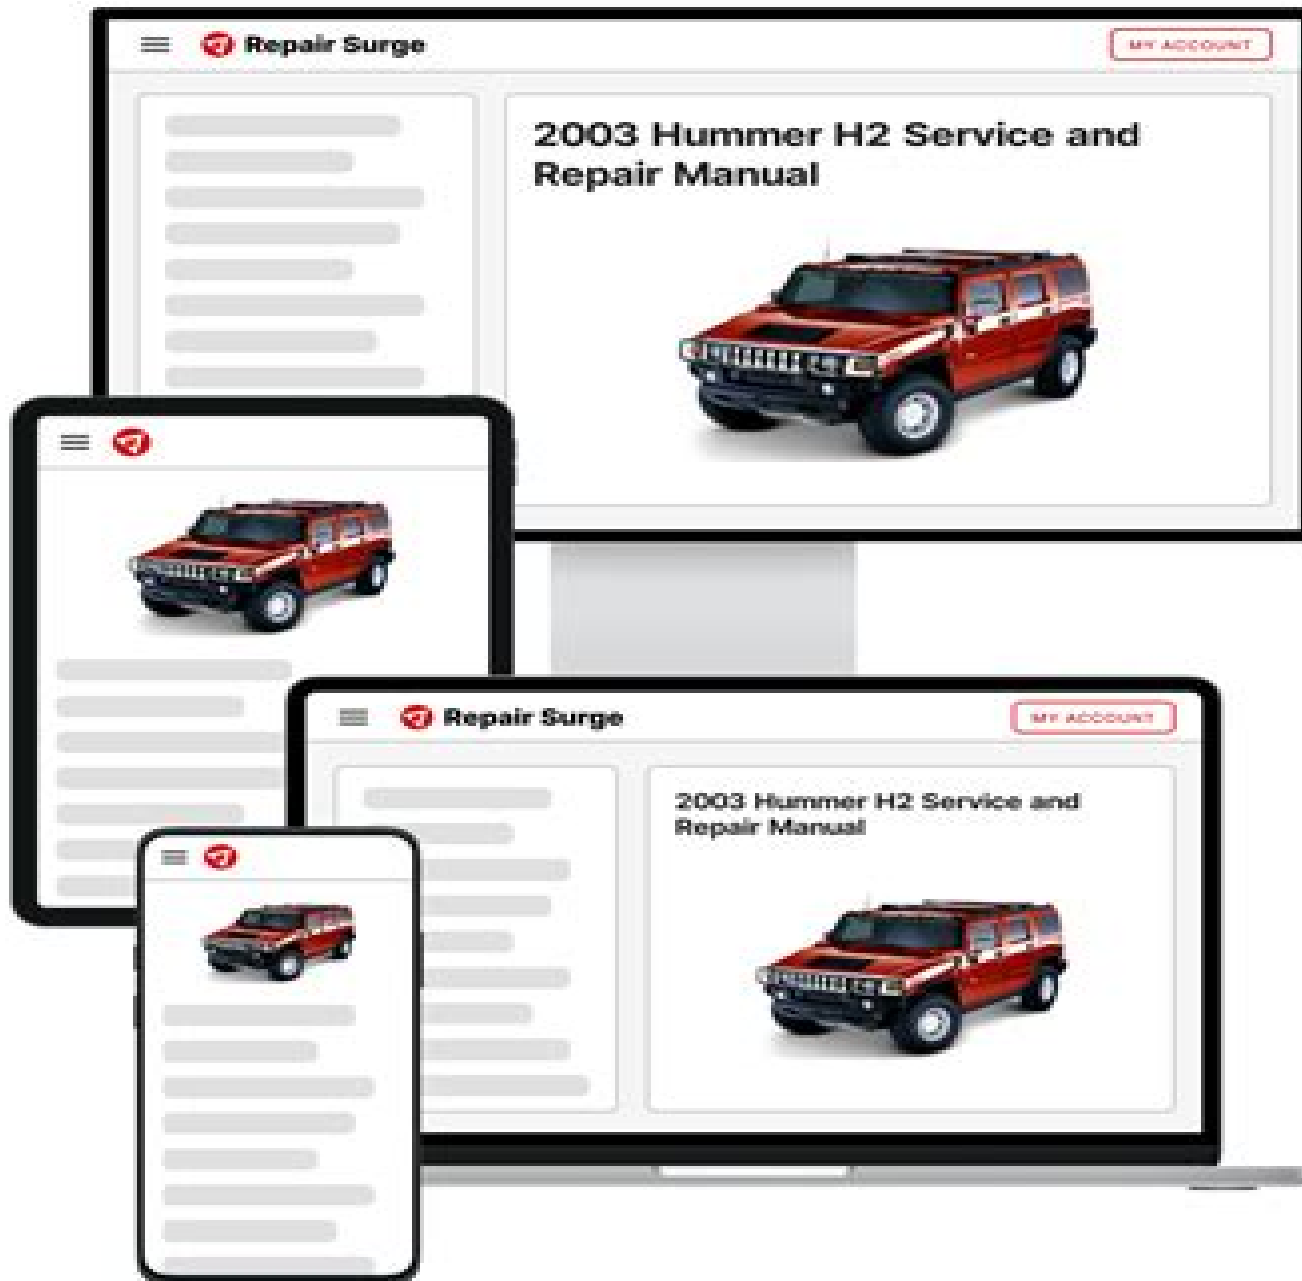 Repair Surge
MY ACCOUNT
2003 Hummer H2 Service and
Repair Manual
Repair Surge
MY ACCOUNT
2003 Hummer H2 Service and
Repair Manual